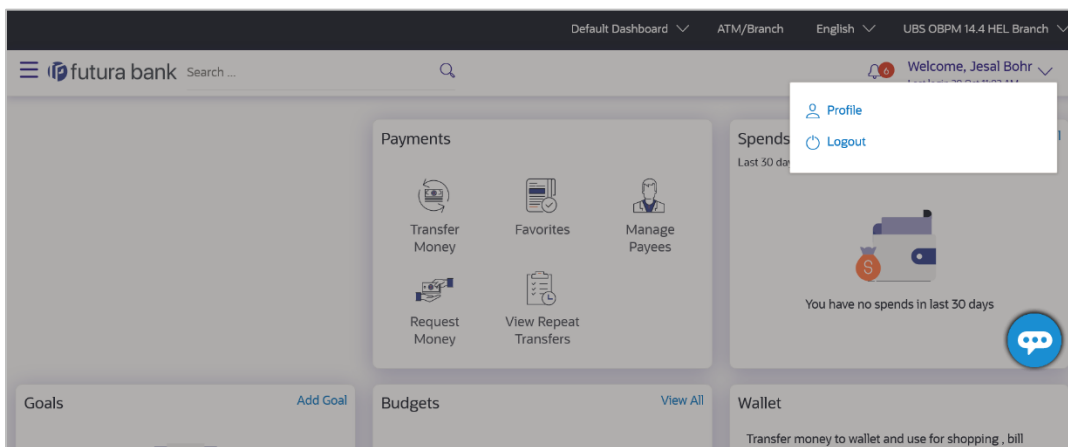 Default Dashboard ATM/Branch English UBS OBPM 14.4 HEL Branch
futura bank Search ... 6 Welcome, Jesal Bohr
Profile
Logout
Payments
Transfer Money
Favorites
Manage Payees
Request Money
View Repeat Transfers
Spends
Last 30 da
You have no spends in last 30 days
Goals Add Goal
Budgets View All
Wallet
Transfer money to wallet and use for shopping , bill